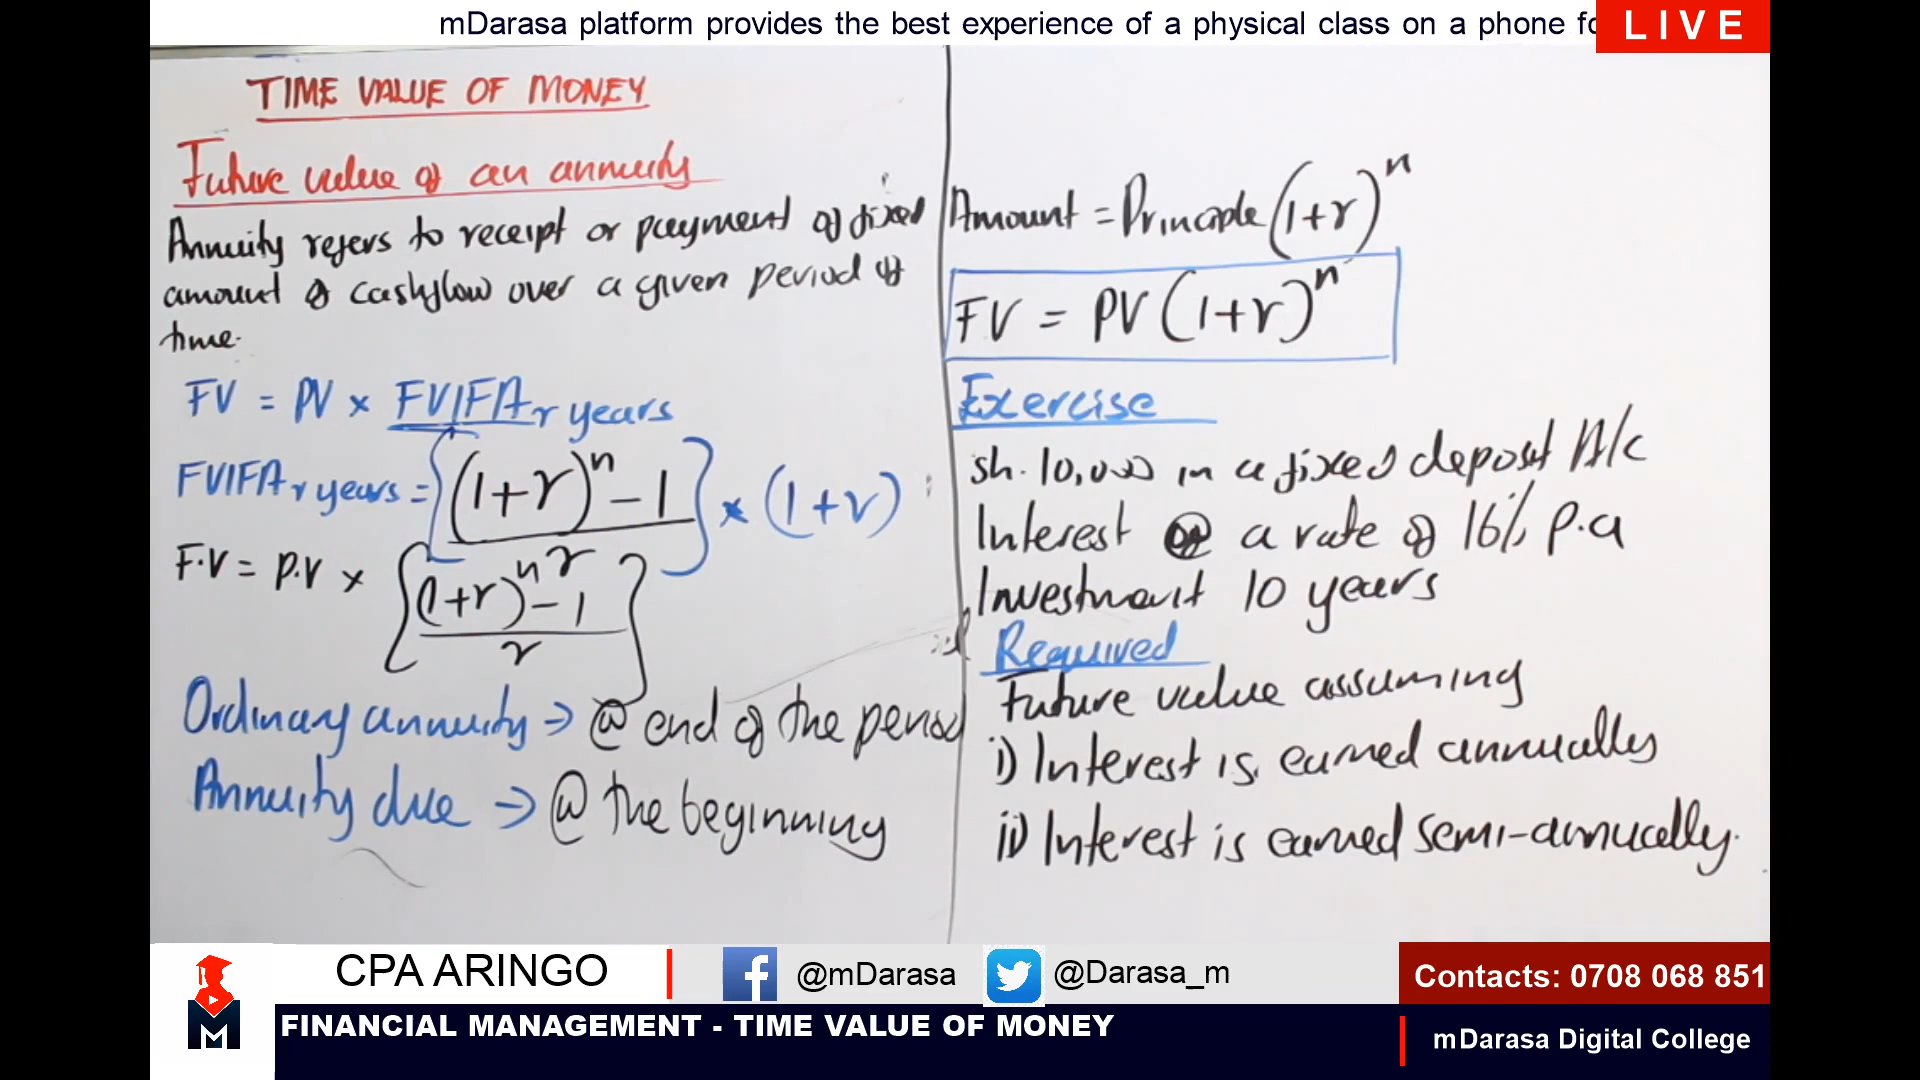 mDarasa platform provides the best experience of a physical class on a phone fo
LIVE
TIME VALUE OF MONEY
Future value of an annuity
Annuity refers to receipt or payment of fixed
amount of cashflow over a given period of
time.
FV = PV × FVIFA r years
FVIFA r years = {((1+r)^n - 1)/r} × (1+r)
F.V = P.V × {((1+r)^n - 1)/r}
Ordinary annuity → @ end of the period
Annuity due → @ the beginning
Amount = Principle (1+r)^n
FV = PV (1+r)^n
Exercise
sh. 10,000 in a fixed deposit A/c
Interest @ a rate of 16% p.a
Investment 10 years
Required
Future value assuming
i) Interest is earned annually
ii) Interest is earned semi-annually.
CPA ARINGO
@mDarasa
@Darasa_m
Contacts: 0708 068 851
M
FINANCIAL MANAGEMENT - TIME VALUE OF MONEY
mDarasa Digital College